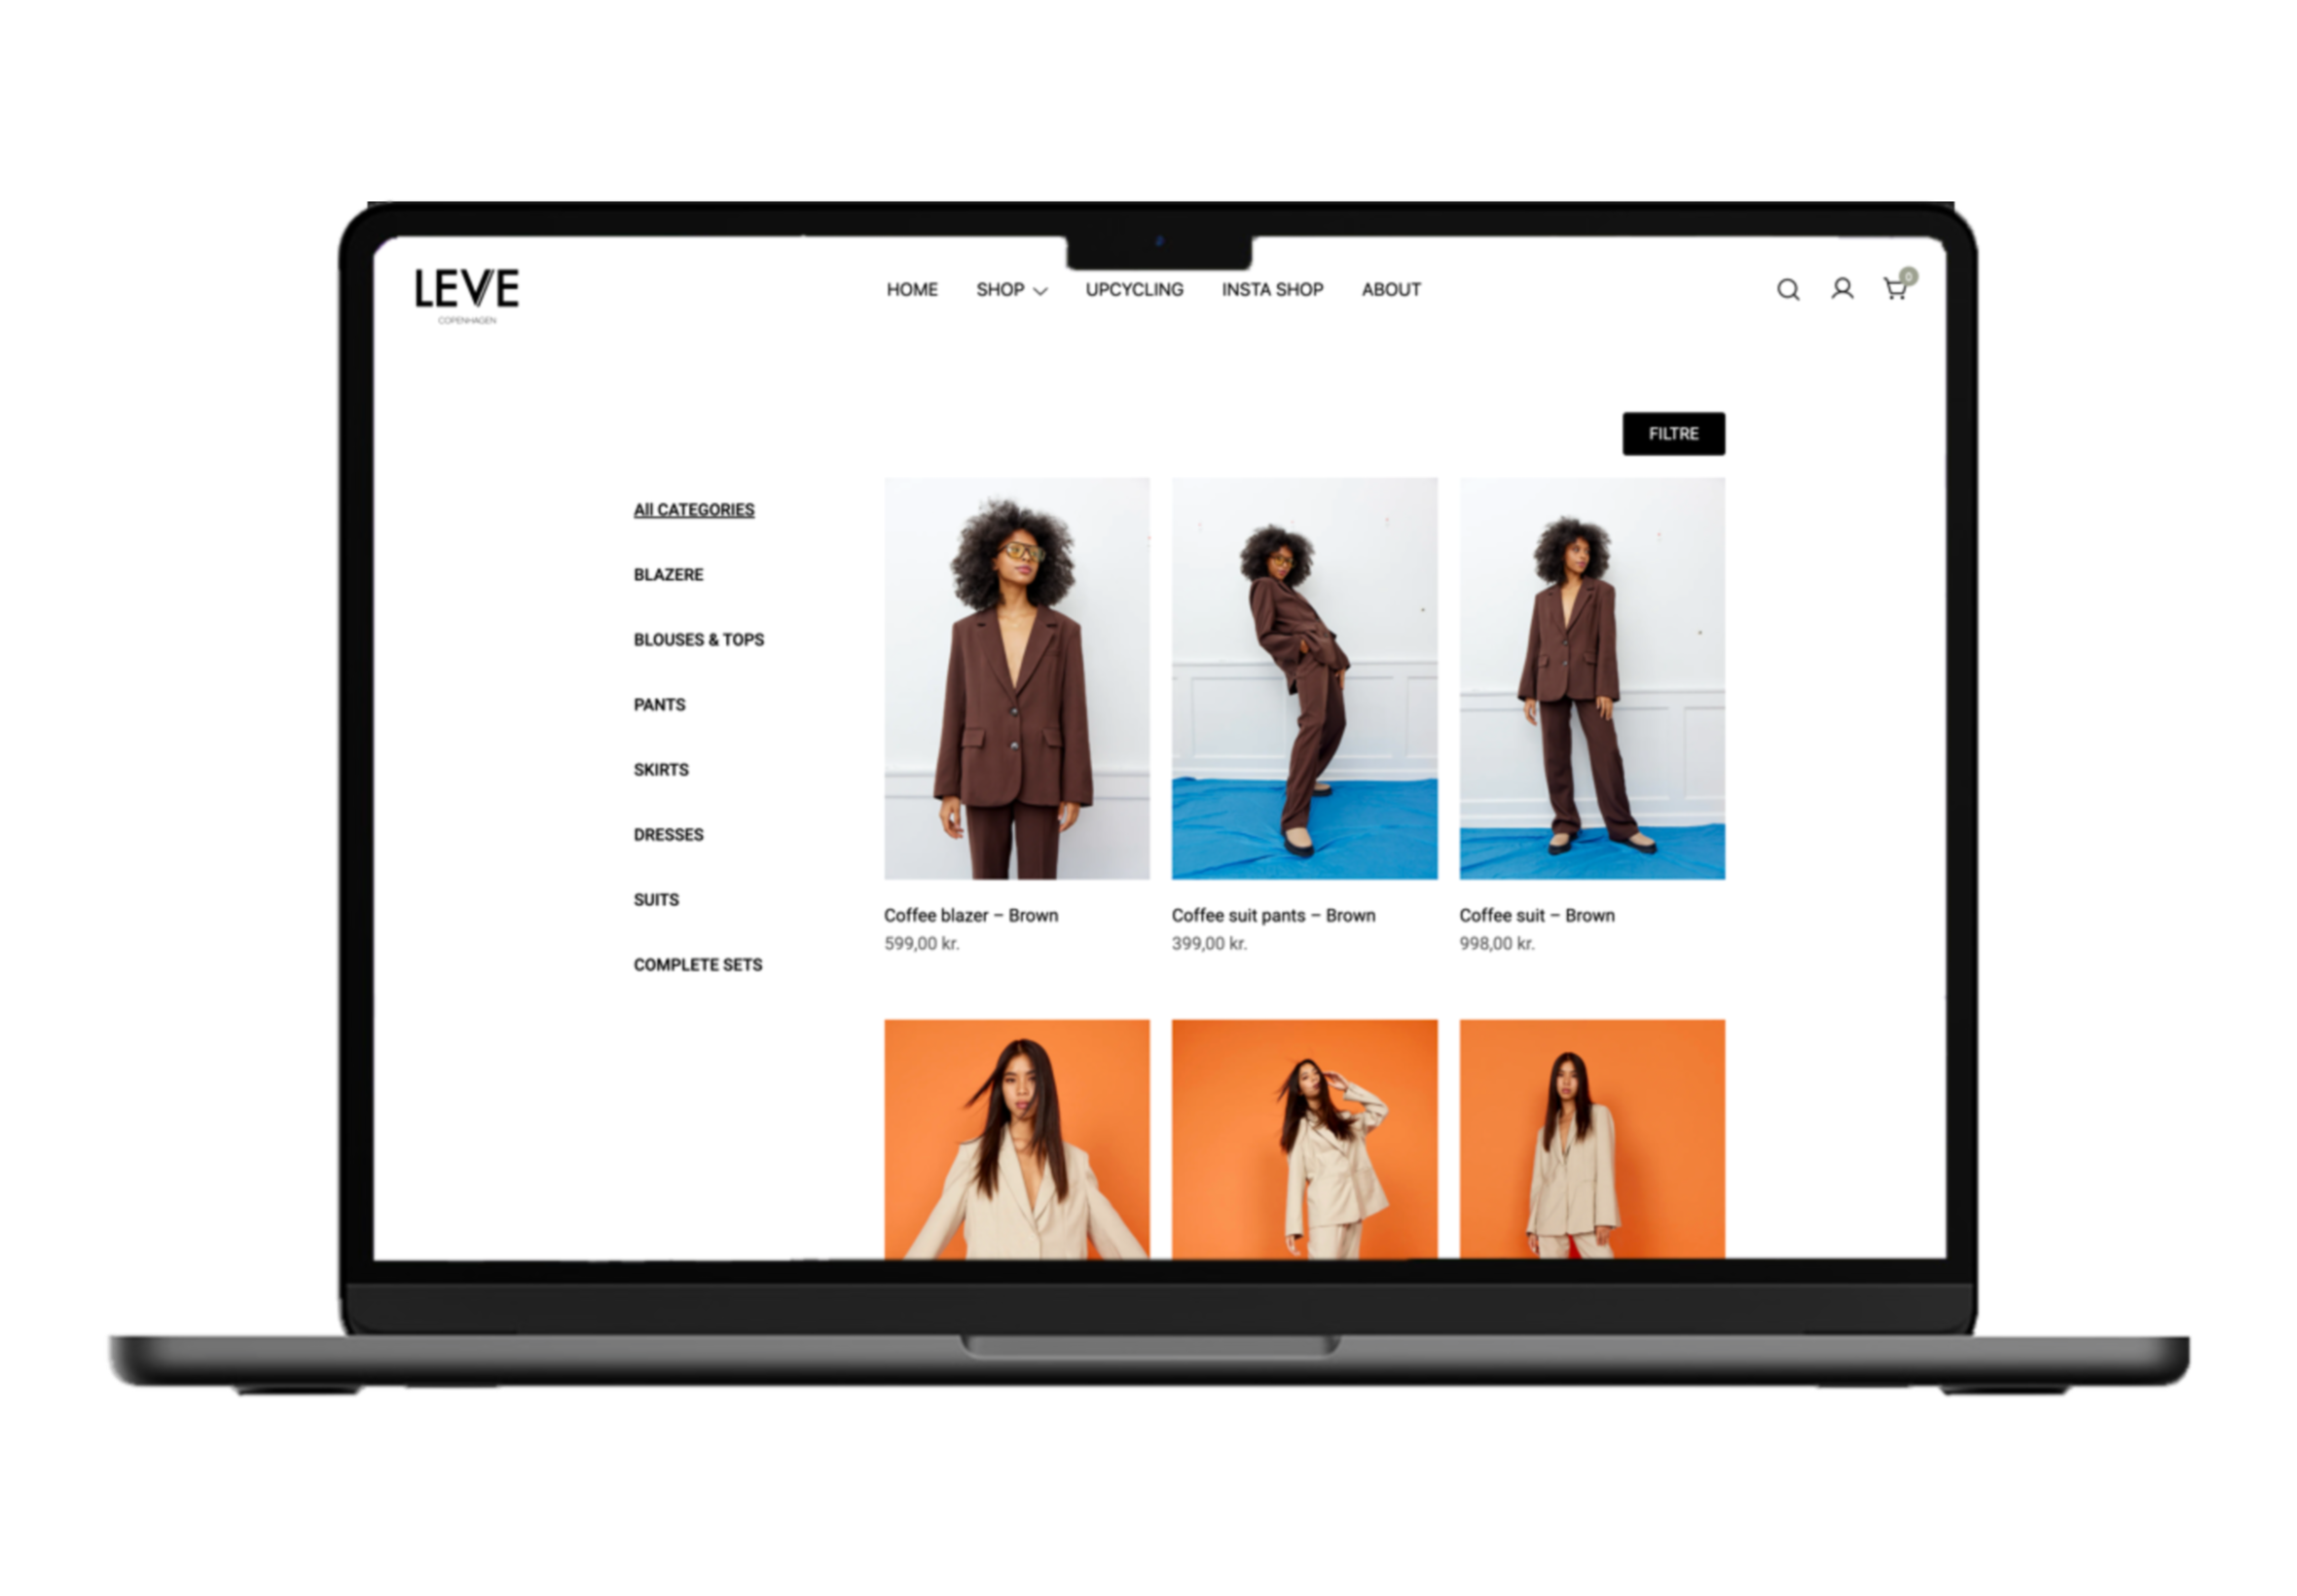 LEVE
COPENHAGEN
HOME SHOP UPCYCLING INSTA SHOP ABOUT
0
FILTRE
All CATEGORIES
BLAZERE
BLOUSES & TOPS
PANTS
SKIRTS
DRESSES
SUITS
COMPLETE SETS
Coffee blazer – Brown
599,00 kr.
Coffee suit pants – Brown
399,00 kr.
Coffee suit – Brown
998,00 kr.